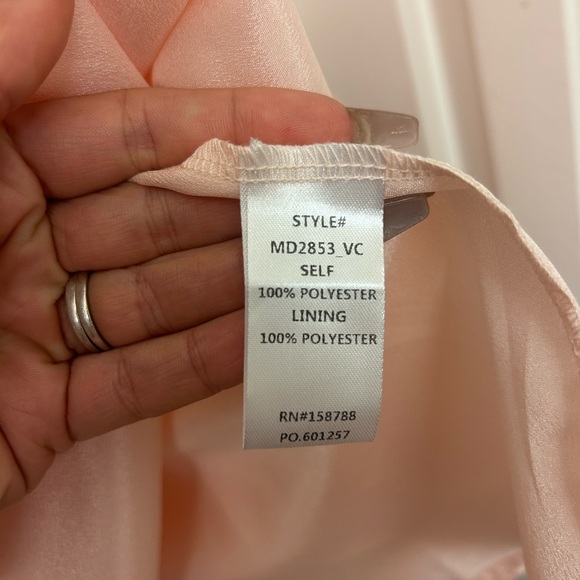 STYLE#
MD2853_VC
SELF
100% POLYESTER
LINING
100% POLYESTER
RN#158788
PO.601257